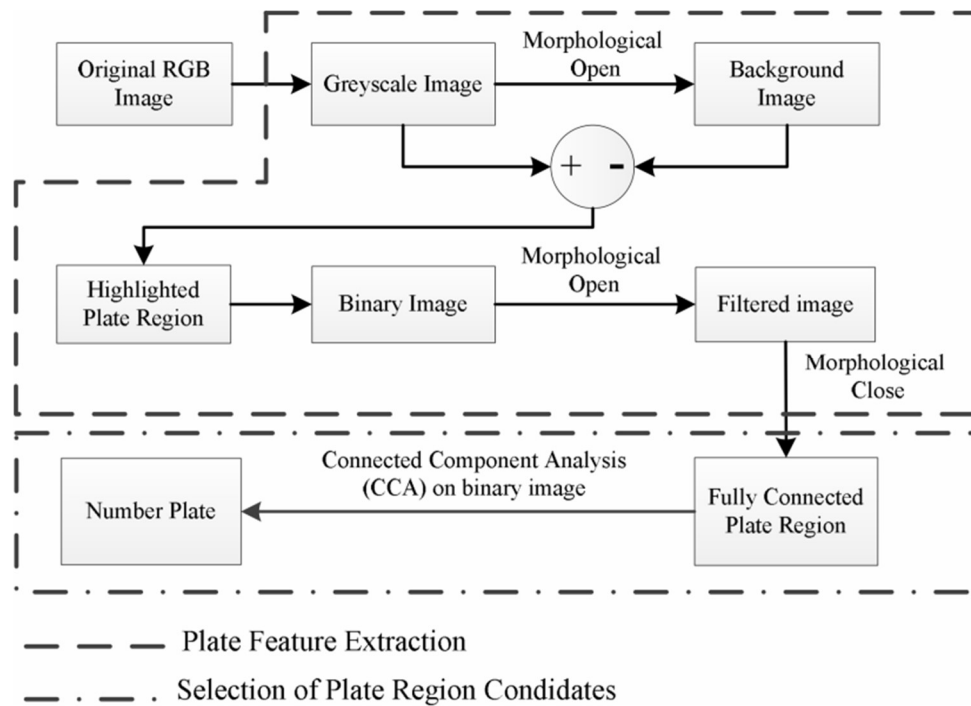 Original RGB
Image
Greyscale Image
Morphological
Open
Background
Image
+ -
Highlighted
Plate Region
Binary Image
Morphological
Open
Filtered image
Morphological
Close
Number Plate
Connected Component Analysis
(CCA) on binary image
Fully Connected
Plate Region
Plate Feature Extraction
Selection of Plate Region Condidates